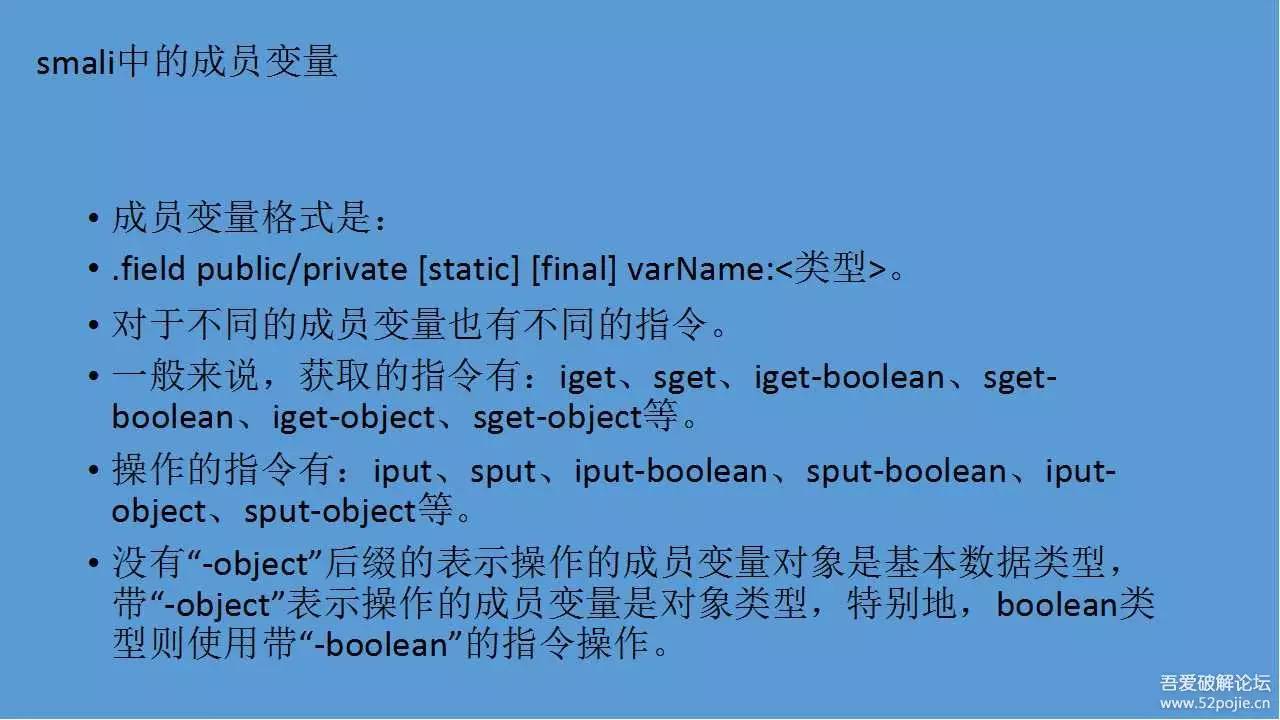 smali中的成员变量
• 成员变量格式是：
• .field public/private [static] [final] varName:<类型>。
• 对于不同的成员变量也有不同的指令。
• 一般来说，获取的指令有：iget、sget、iget-boolean、sget-
boolean、iget-object、sget-object等。
• 操作的指令有：iput、sput、iput-boolean、sput-boolean、iput-
object、sput-object等。
• 没有“-object”后缀的表示操作的成员变量对象是基本数据类型，
带“-object”表示操作的成员变量是对象类型，特别地，boolean类
型则使用带“-boolean”的指令操作。
吾爱破解论坛
www.52pojie.cn